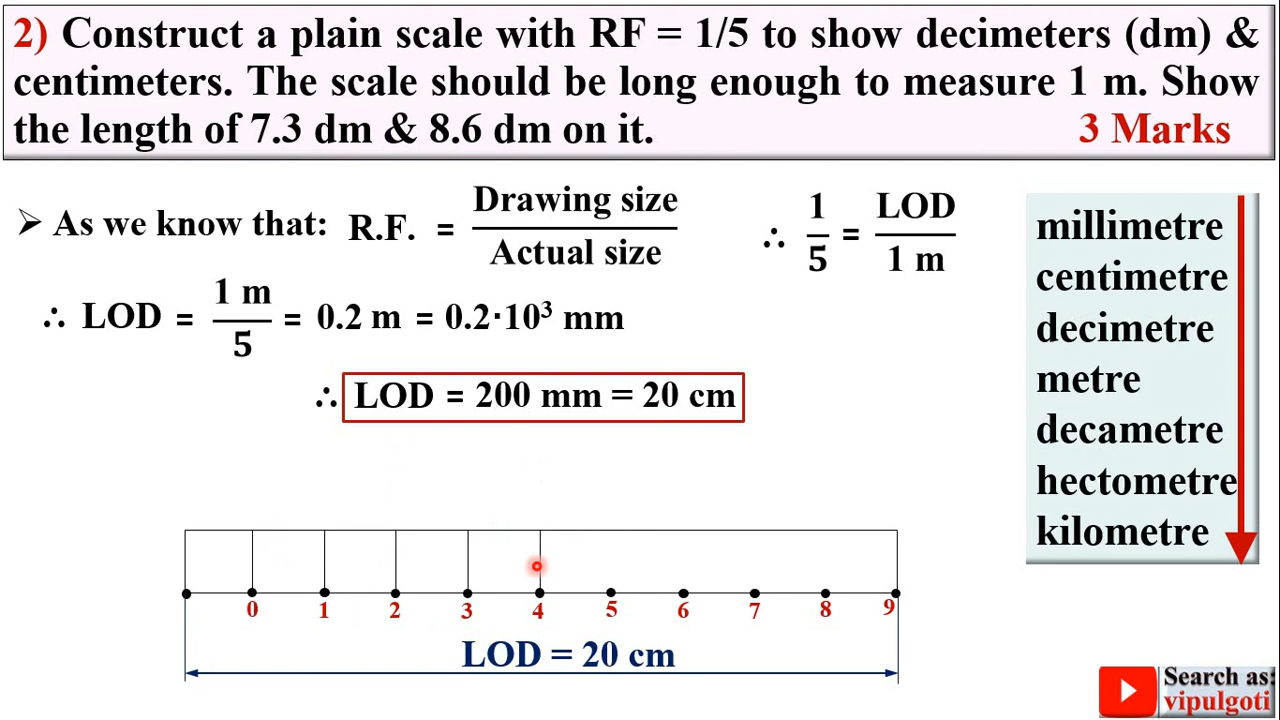 2) Construct a plain scale with RF = 1/5 to show decimeters (dm) &
centimeters. The scale should be long enough to measure 1 m. Show
the length of 7.3 dm & 8.6 dm on it. 3 Marks
➢ As we know that: R.F. = Drawing size / Actual size ∴ 1/5 = LOD / 1 m
∴ LOD = 1 m / 5 = 0.2 m = 0.2·10³ mm
∴ LOD = 200 mm = 20 cm
millimetre
centimetre
decimetre
metre
decametre
hectometre
kilometre
0 1 2 3 4 5 6 7 8 9
LOD = 20 cm
Search as:
vipulgoti